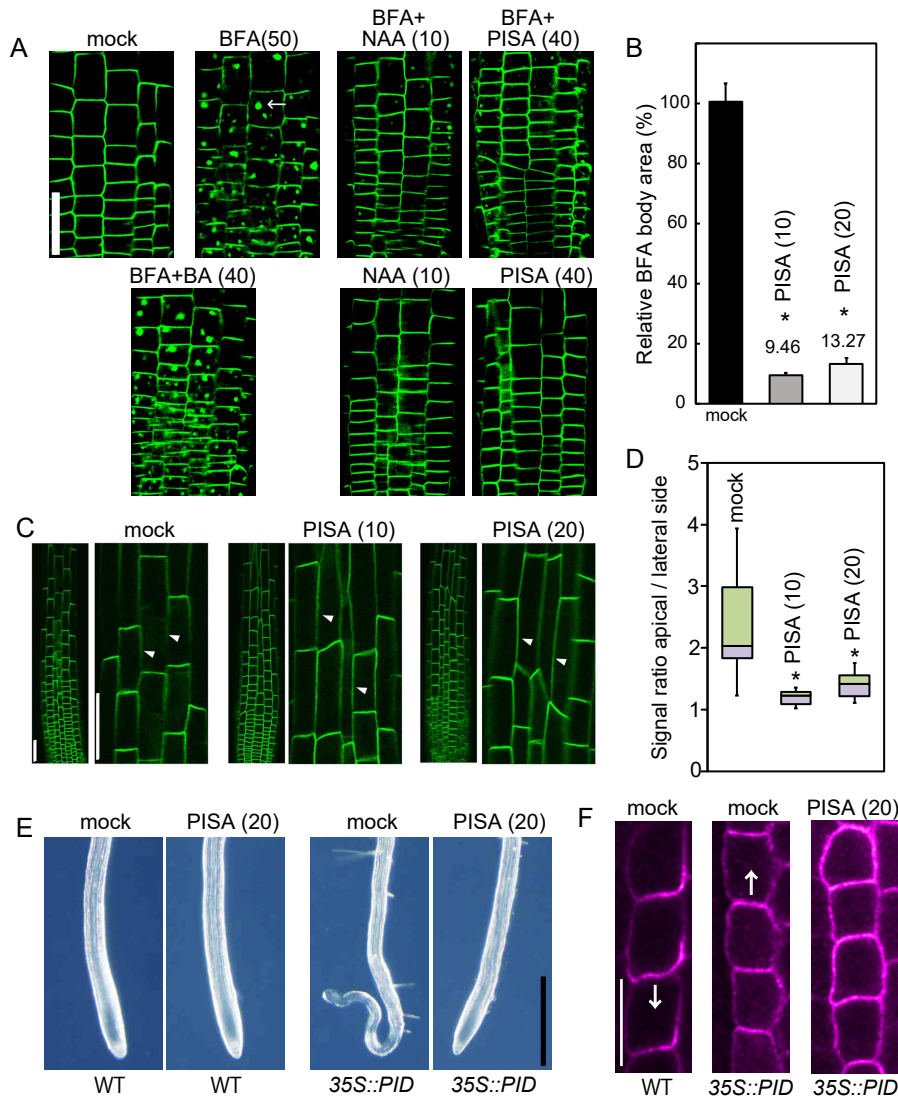 A
mock
BFA(50)
BFA+
NAA (10)
BFA+
PISA (40)
BFA+BA (40)
NAA (10)
PISA (40)
B
Relative BFA body area (%)
100
80
60
40
20
0
mock
9.46
* PISA (10)
13.27
* PISA (20)
C
mock
PISA (10)
PISA (20)
D
Signal ratio apical / lateral side
5
4
3
2
1
0
mock
* PISA (10)
* PISA (20)
E
mock
PISA (20)
mock
PISA (20)
WT
WT
35S::PID
35S::PID
F
mock
mock
PISA (20)
WT
35S::PID
35S::PID